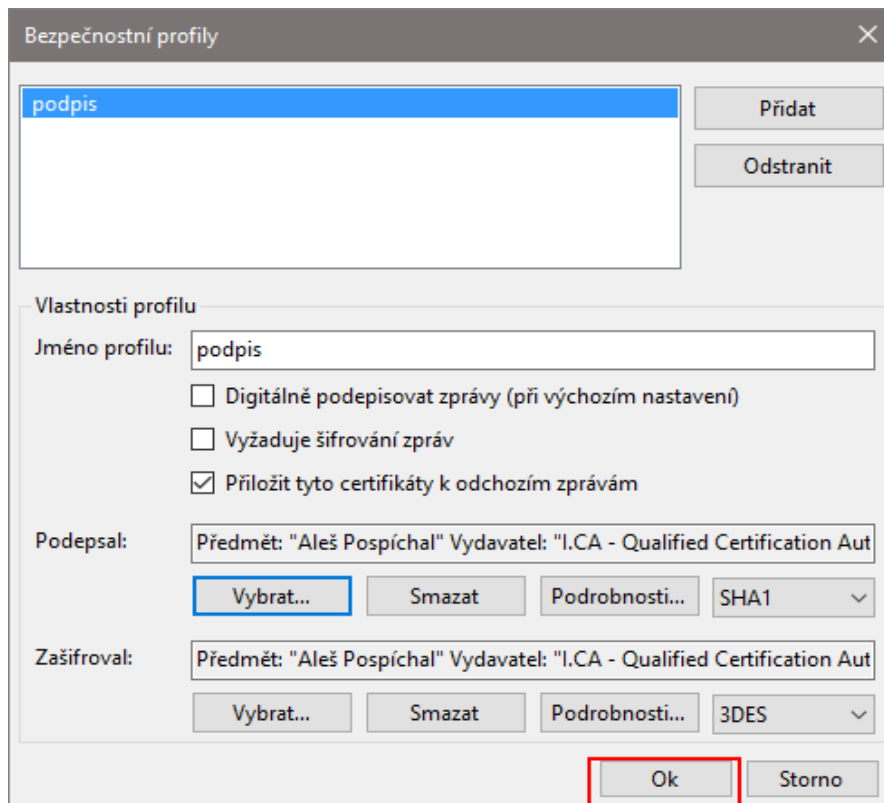 Bezpečnostní profily
podpis
Přidat
Odstranit
Vlastnosti profilu
Jméno profilu: podpis
Digitálně podepisovat zprávy (při výchozím nastavení)
Vyžaduje šifrování zpráv
Přiložit tyto certifikáty k odchozím zprávám
Podepsal: Předmět: "Aleš Pospíchal" Vydavatel: "I.CA - Qualified Certification Aut
Vybrat... Smazat Podrobnosti... SHA1
Zašifroval: Předmět: "Aleš Pospíchal" Vydavatel: "I.CA - Qualified Certification Aut
Vybrat... Smazat Podrobnosti... 3DES
Ok Storno